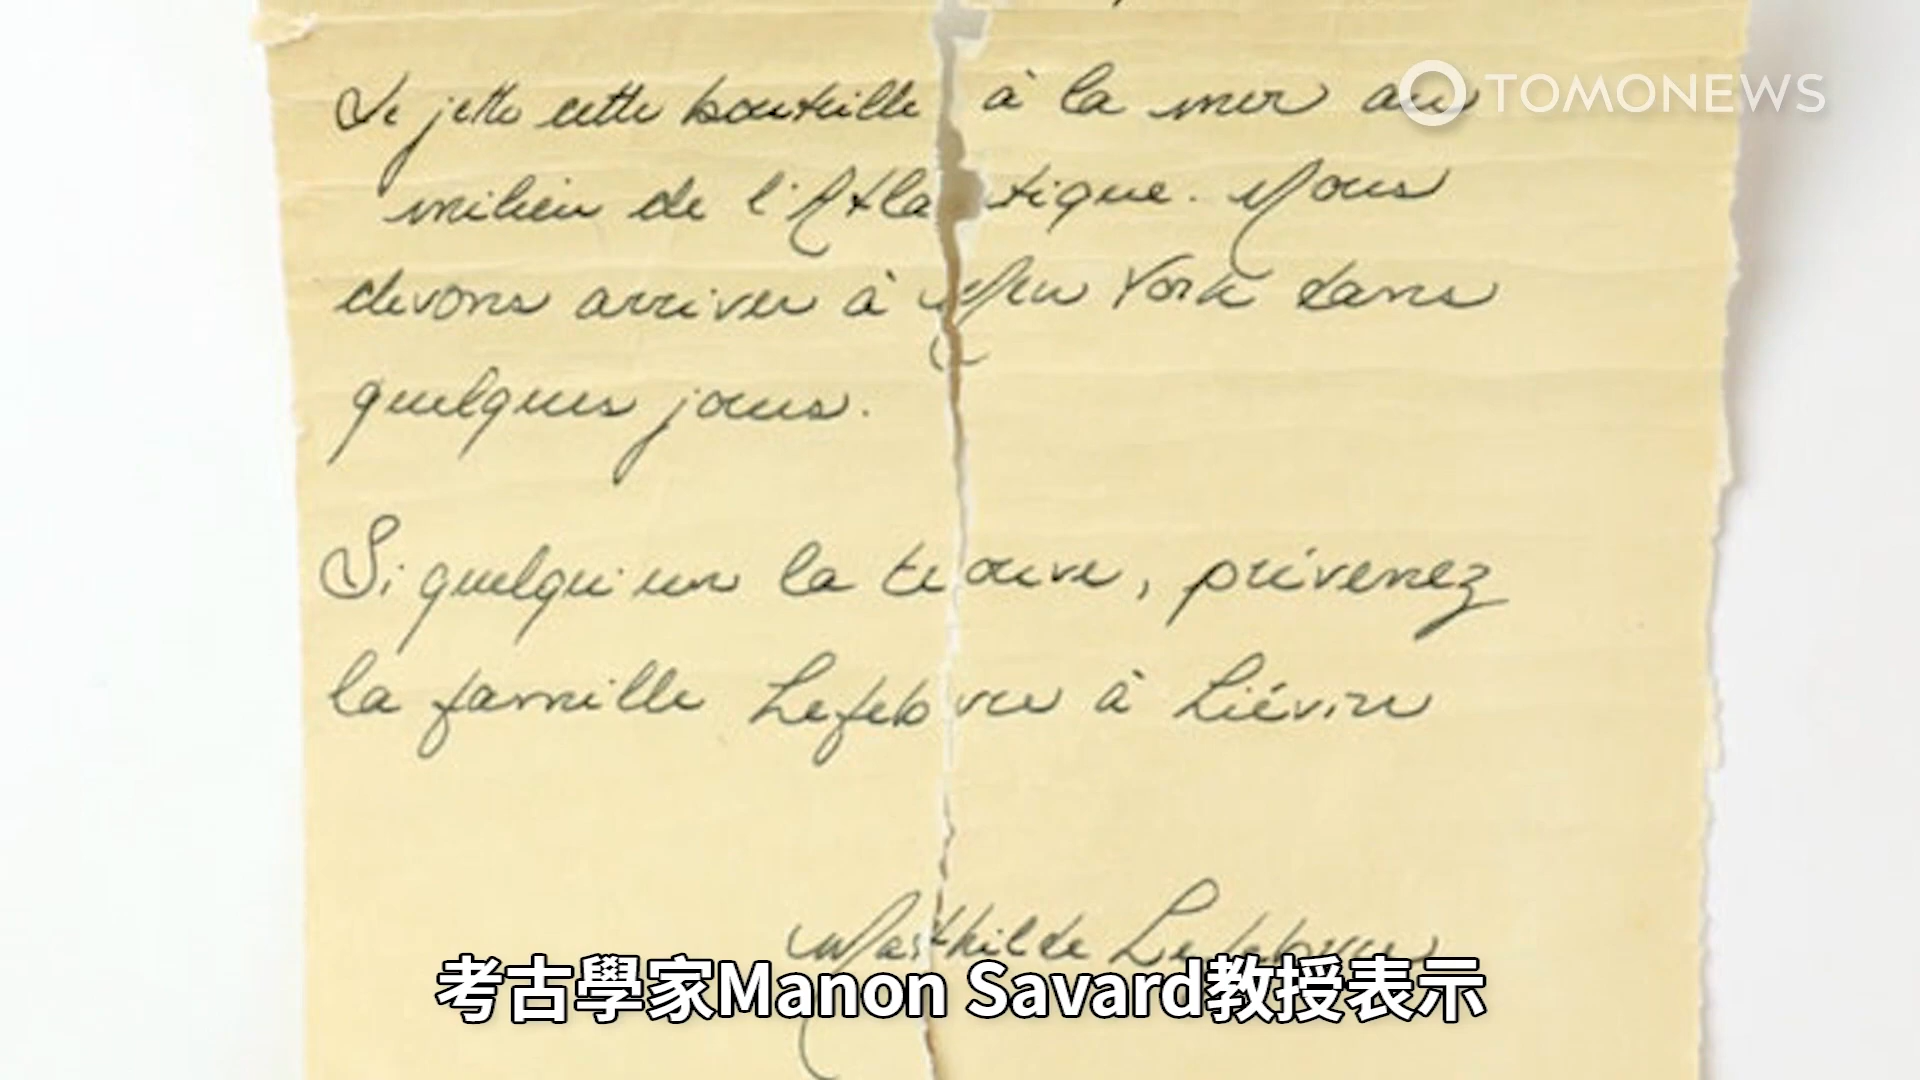 TOMONEWS
Je jette cette bouteille à la mer au
milieu de l'Atlantique. Nous
devons arriver à New York dans
quelques jours.
Si quelqu'un la trouve, prévenez
la famille Lefebvre à Liévin
Mathilde Lefebvre
考古學家Manon Savard教授表示